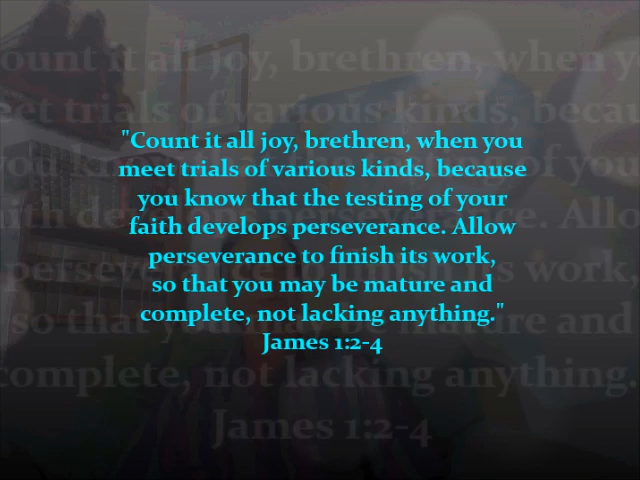 "Count it all joy, brethren, when you
meet trials of various kinds, because
you know that the testing of your
faith develops perseverance. Allow
perseverance to finish its work,
so that you may be mature and
complete, not lacking anything."
James 1:2-4